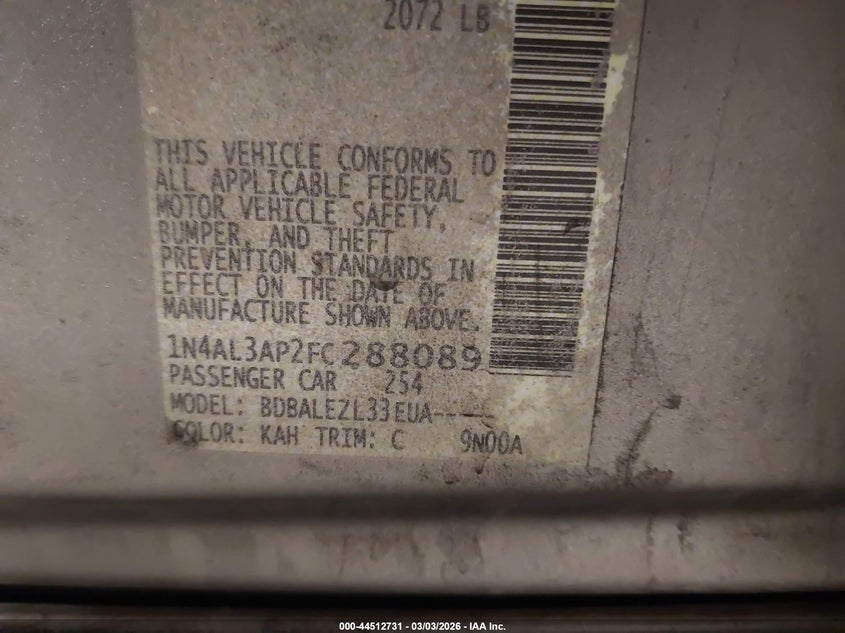 2072 LB
THIS VEHICLE CONFORMS TO
ALL APPLICABLE FEDERAL
MOTOR VEHICLE SAFETY,
BUMPER, AND THEFT
PREVENTION STANDARDS IN
EFFECT ON THE DATE OF
MANUFACTURE SHOWN ABOVE.
1N4AL3AP2FC288089
PASSENGER CAR 254
MODEL: BDBALEZL33EUA-----
COLOR: KAH TRIM: C 9N00A
000-44512731 - 03/03/2026 - IAA Inc.